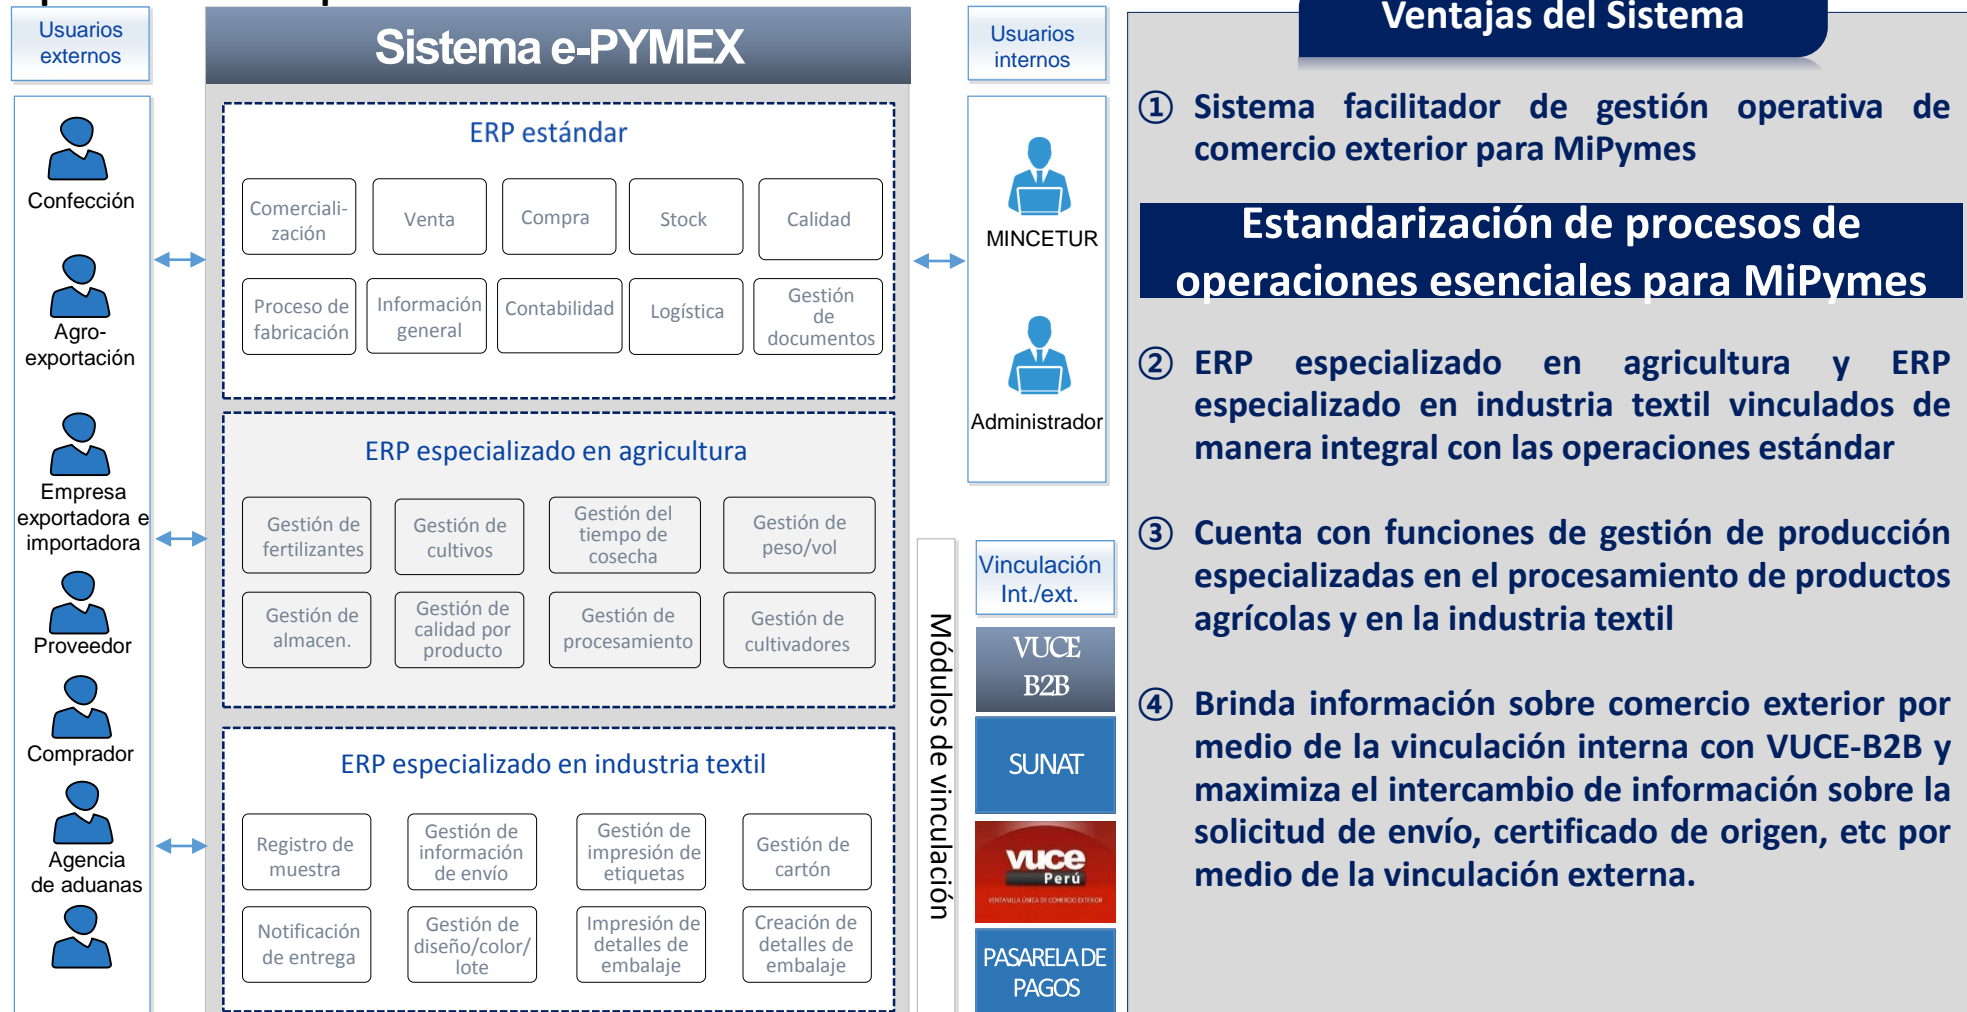 Usuarios
externos
Confección
Agro-
exportación
Empresa
exportadora e
importadora
Proveedor
Comprador
Agencia
de aduanas
Sistema e-PYMEX
ERP estándar
Comerciali-
zación
Venta
Compra
Stock
Calidad
Proceso de
fabricación
Información
general
Contabilidad
Logística
Gestión
de
documentos
ERP especializado en agricultura
Gestión de
fertilizantes
Gestión de
cultivos
Gestión del
tiempo de
cosecha
Gestión de
peso/vol
Gestión de
almacen.
Gestión de
calidad por
producto
Gestión de
procesamiento
Gestión de
cultivadores
ERP especializado en industria textil
Registro de
muestra
Gestión de
información
de envío
Gestión de
impresión de
etiquetas
Gestión de
cartón
Notificación
de entrega
Gestión de
diseño/color/
lote
Impresión de
detalles de
embalaje
Creación de
detalles de
embalaje
Usuarios
internos
MINCETUR
Administrador
Módulos de vinculación
Vinculación
Int./ext.
VUCE
B2B
SUNAT
vuce
Perú
VENTANILLA ÚNICA DE COMERCIO EXTERIOR
PASARELA DE
PAGOS
Ventajas del Sistema
① Sistema facilitador de gestión operativa de
comercio exterior para MiPymes
Estandarización de procesos de
operaciones esenciales para MiPymes
② ERP especializado en agricultura y ERP
especializado en industria textil vinculados de
manera integral con las operaciones estándar
③ Cuenta con funciones de gestión de producción
especializadas en el procesamiento de productos
agrícolas y en la industria textil
④ Brinda información sobre comercio exterior por
medio de la vinculación interna con VUCE-B2B y
maximiza el intercambio de información sobre la
solicitud de envío, certificado de origen, etc por
medio de la vinculación externa.